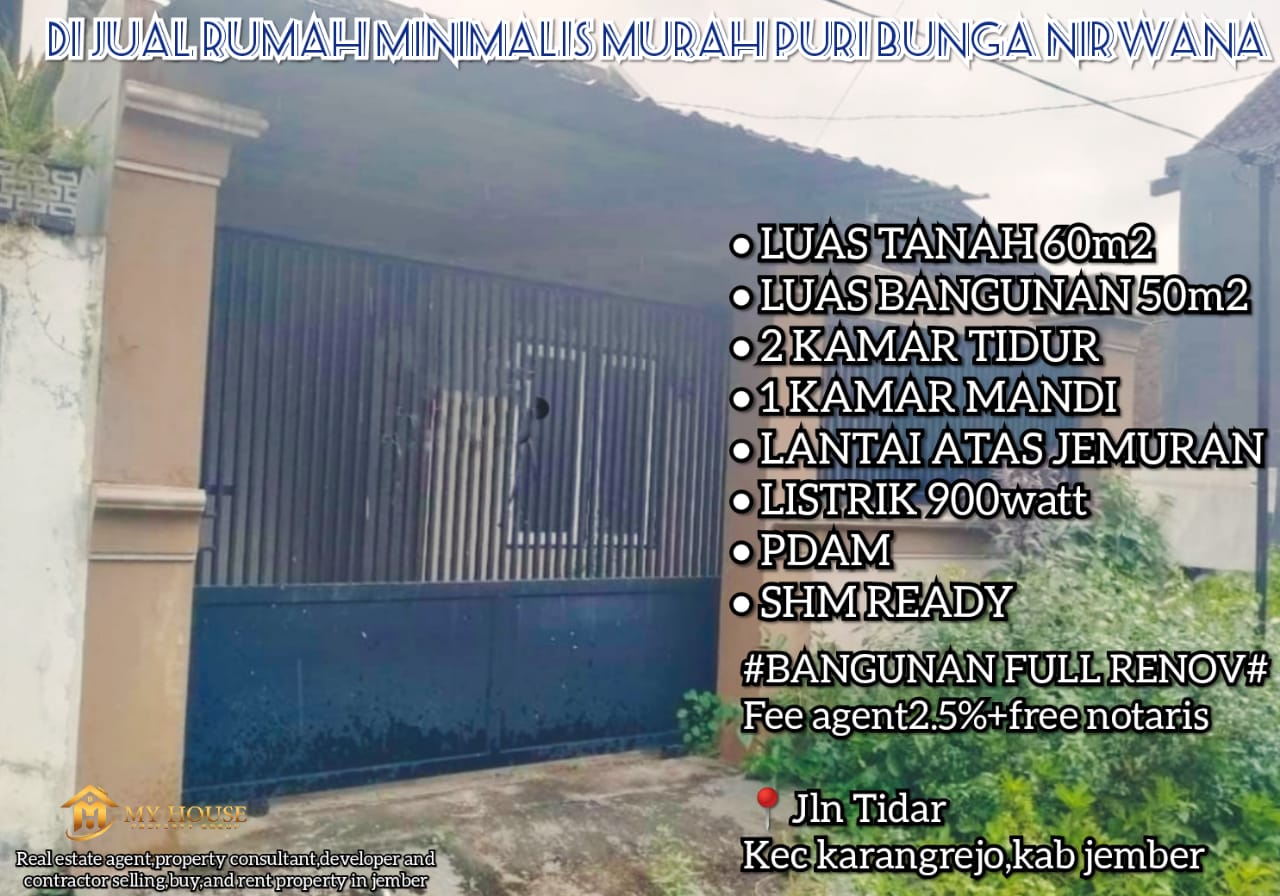 DI JUAL RUMAH MINIMALIS MURAH PURI BUNGA NIRWANA
• LUAS TANAH 60m2
• LUAS BANGUNAN 50m2
• 2 KAMAR TIDUR
• 1 KAMAR MANDI
• LANTAI ATAS JEMURAN
• LISTRIK 900watt
• PDAM
• SHM READY
#BANGUNAN FULL RENOV#
Fee agent2.5%+free notaris
📍 Jln Tidar
Kec karangrejo,kab jember
MY HOUSE
Real estate agent,property consultant,developer and
contractor selling,buy,and rent property in jember